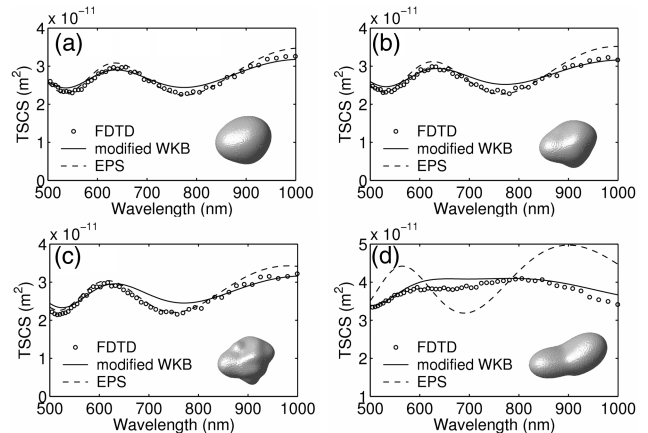 x 10⁻¹¹
x 10⁻¹¹
4
(a)
4
(b)
3
3
2
2
TSCS (m²)
TSCS (m²)
1
FDTD
modified WKB
EPS
1
FDTD
modified WKB
EPS
0
0
500 600 700 800 900 1000
500 600 700 800 900 1000
Wavelength (nm)
Wavelength (nm)
x 10⁻¹¹
x 10⁻¹¹
4
(c)
5
(d)
3
4
2
3
TSCS (m²)
TSCS (m²)
1
2
FDTD
modified WKB
EPS
FDTD
modified WKB
EPS
0
1
500 600 700 800 900 1000
500 600 700 800 900 1000
Wavelength (nm)
Wavelength (nm)